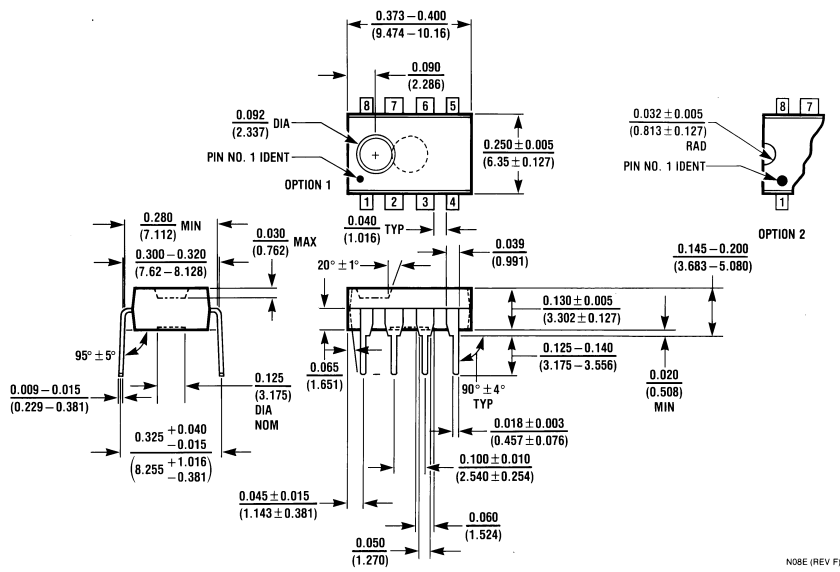 0.373 – 0.400
(9.474 – 10.16)
0.090
(2.286)
8 7 6 5
0.092
(2.337)
DIA
PIN NO. 1 IDENT
OPTION 1
0.250 ± 0.005
(6.35 ± 0.127)
1 2 3 4
0.032 ± 0.005
(0.813 ± 0.127)
RAD
PIN NO. 1 IDENT
8 7
1
OPTION 2
0.280
(7.112)
MIN
0.300 – 0.320
(7.62 – 8.128)
0.030
(0.762)
MAX
0.040
(1.016)
TYP
0.039
(0.991)
20° ± 1°
0.145 – 0.200
(3.683 – 5.080)
0.130 ± 0.005
(3.302 ± 0.127)
95° ± 5°
0.009 – 0.015
(0.229 – 0.381)
0.125
(3.175)
DIA
NOM
0.065
(1.651)
0.125 – 0.140
(3.175 – 3.556)
90° ± 4°
TYP
0.020
(0.508)
MIN
0.325 +0.040
−0.015
(8.255 +1.016
−0.381)
0.018 ± 0.003
(0.457 ± 0.076)
0.100 ± 0.010
(2.540 ± 0.254)
0.045 ± 0.015
(1.143 ± 0.381)
0.060
(1.524)
0.050
(1.270)
N08E (REV F)